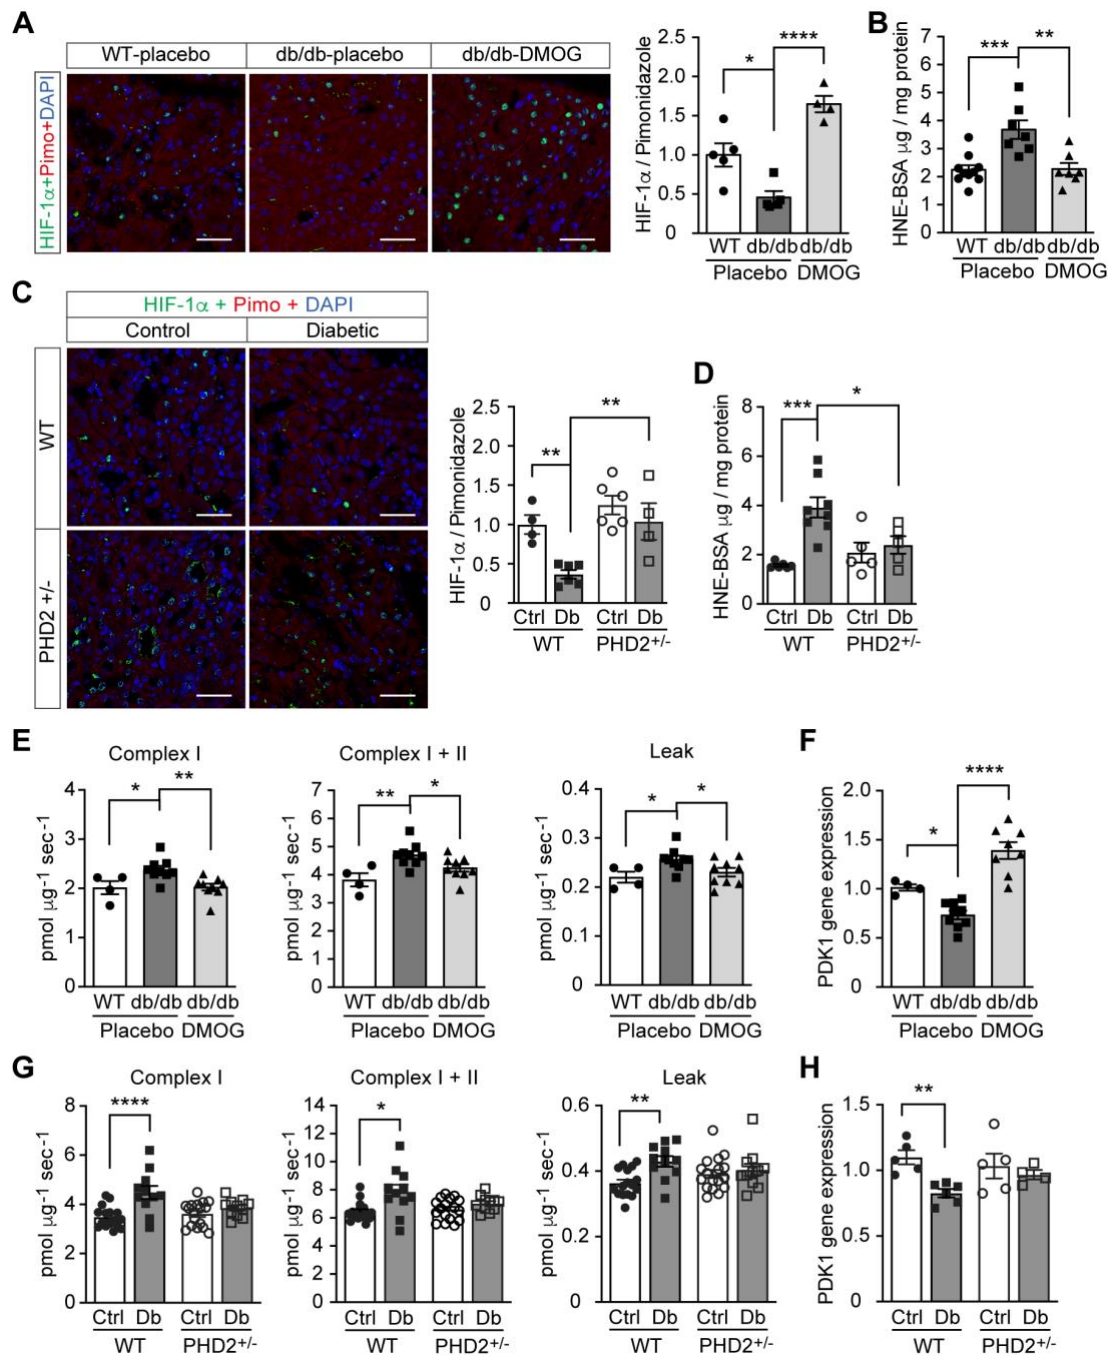 A
WT-placebo
db/db-placebo
db/db-DMOG
HIF-1α+Pimo+DAPI
HIF-1α / Pimonidazole
2.5
2.0
1.5
1.0
0.5
0
*
****
WT db/db db/db
Placebo DMOG
B
HNE-BSA µg / mg protein
7
6
5
4
3
2
1
0
***
**
WT db/db db/db
Placebo DMOG
C
HIF-1α + Pimo + DAPI
Control
Diabetic
WT
PHD2 +/-
HIF-1α / Pimonidazole
2.5
2.0
1.5
1.0
0.5
0
**
**
Ctrl Db Ctrl Db
WT PHD2+/-
D
HNE-BSA µg / mg protein
8
6
4
2
0
***
*
Ctrl Db Ctrl Db
WT PHD2+/-
E
Complex I
pmol µg-1 sec-1
4
3
2
1
0
*
**
WT db/db db/db
Placebo DMOG
Complex I + II
pmol µg-1 sec-1
7
6
5
4
3
2
1
0
**
*
WT db/db db/db
Placebo DMOG
Leak
pmol µg-1 sec-1
0.4
0.3
0.2
0.1
0
*
*
WT db/db db/db
Placebo DMOG
F
PDK1 gene expression
2.0
1.5
1.0
0.5
0
*
****
WT db/db db/db
Placebo DMOG
G
Complex I
pmol µg-1 sec-1
8
6
4
2
0
****
Ctrl Db Ctrl Db
WT PHD2+/-
Complex I + II
pmol µg-1 sec-1
14
12
10
8
6
4
2
0
*
Ctrl Db Ctrl Db
WT PHD2+/-
Leak
pmol µg-1 sec-1
0.6
0.4
0.2
0
**
Ctrl Db Ctrl Db
WT PHD2+/-
H
PDK1 gene expression
1.5
1.0
0.5
0
**
Ctrl Db Ctrl Db
WT PHD2+/-